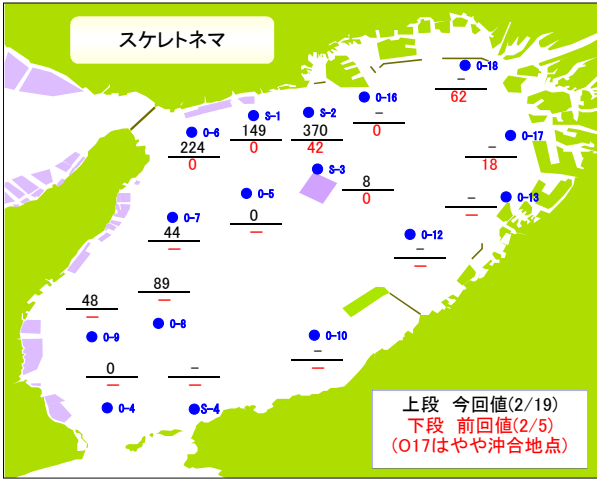 スケレトネマ
O-18
－
62
O-16
－
0
S-2
370
42
S-1
149
0
O-6
224
0
O-17
－
18
S-3
8
0
O-5
0
－
O-13
－
－
O-7
44
－
O-12
－
－
89
－
O-8
48
－
O-9
O-10
－
－
0
－
O-4
－
－
S-4
上段 今回値(2/19)
下段 前回値(2/5)
(O17はやや沖合地点)